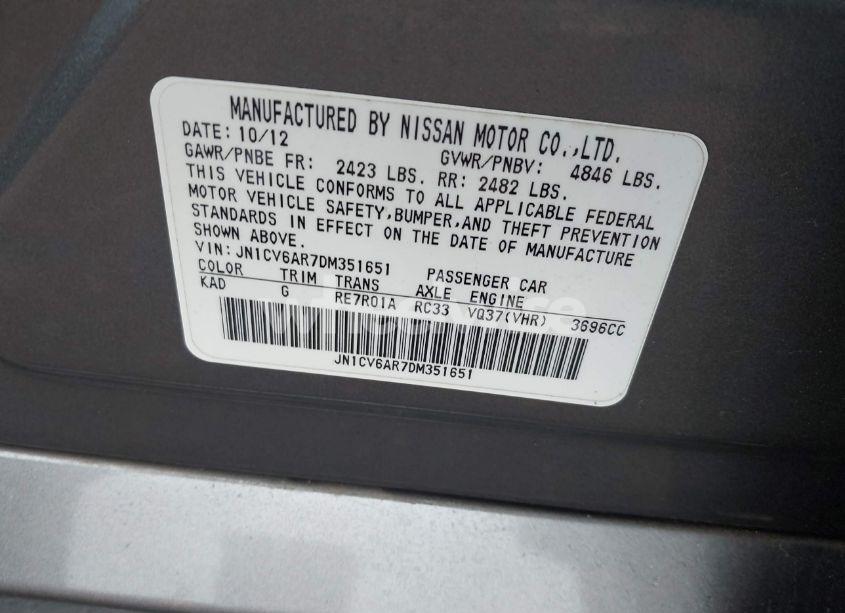 MANUFACTURED BY NISSAN MOTOR CO.,LTD.
DATE: 10/12 GVWR/PNBV: 4846 LBS.
GAWR/PNBE FR: 2423 LBS. RR: 2482 LBS.
THIS VEHICLE CONFORMS TO ALL APPLICABLE FEDERAL
MOTOR VEHICLE SAFETY,BUMPER,AND THEFT PREVENTION
STANDARDS IN EFFECT ON THE DATE OF MANUFACTURE
SHOWN ABOVE.
VIN: JN1CV6AR7DM351651 PASSENGER CAR
COLOR TRIM TRANS AXLE ENGINE
KAD G RE7R01A RC33 VQ37(VHR) 3696CC
JN1CV6AR7DM351651